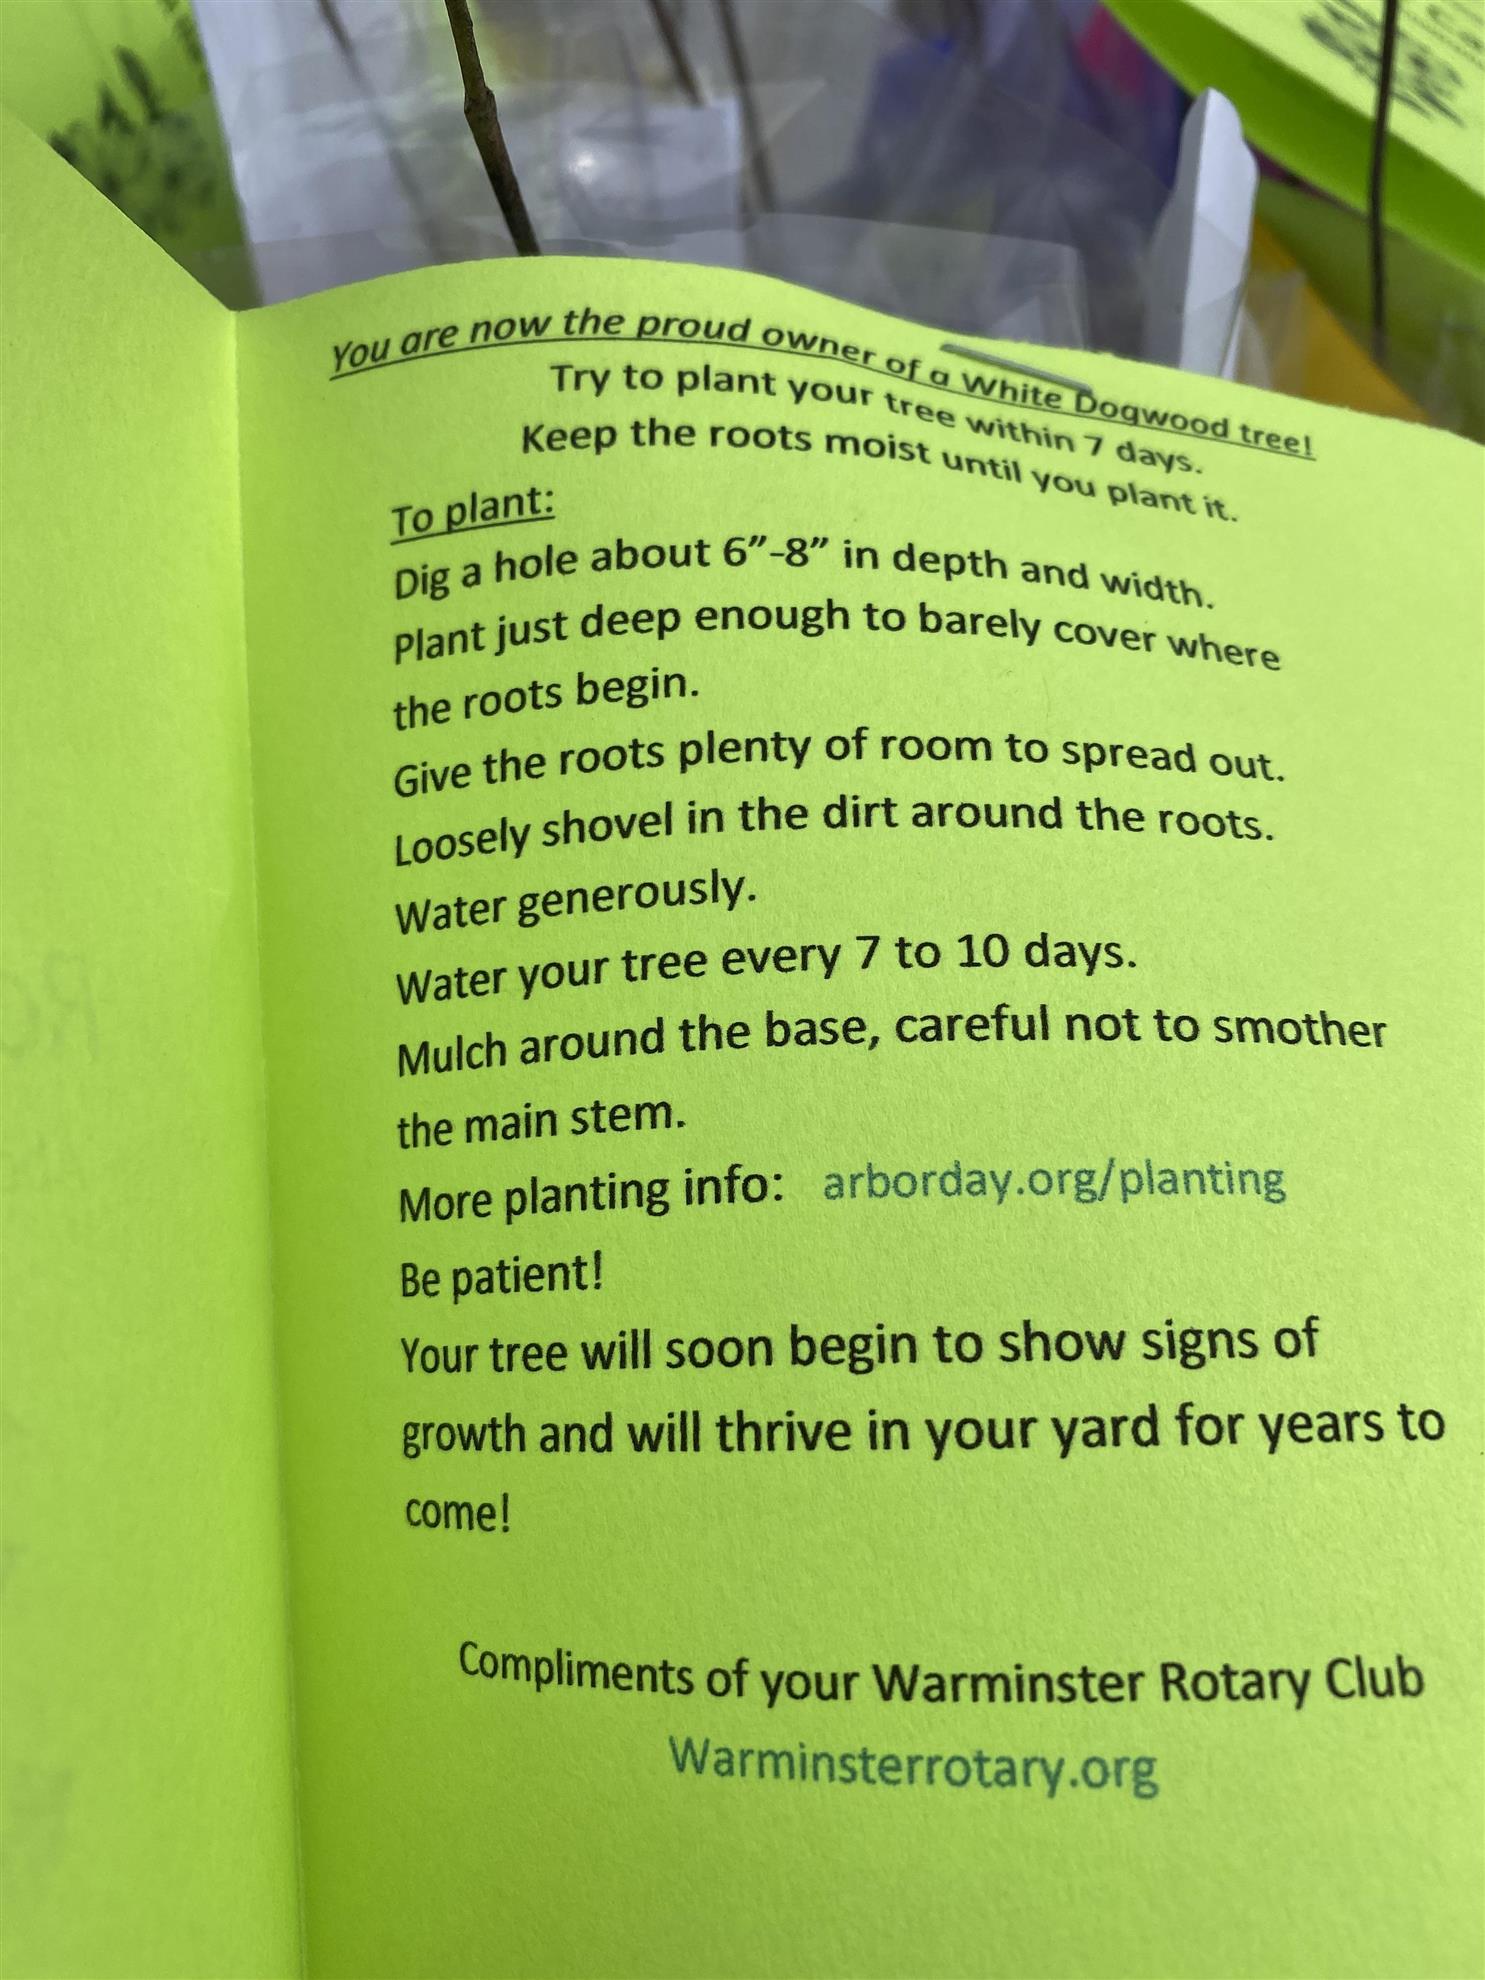 You are now the proud owner of a White Dogwood tree!
Try to plant your tree within 7 days.
Keep the roots moist until you plant it.
To plant:
Dig a hole about 6”-8” in depth and width.
Plant just deep enough to barely cover where
the roots begin.
Give the roots plenty of room to spread out.
Loosely shovel in the dirt around the roots.
Water generously.
Water your tree every 7 to 10 days.
Mulch around the base, careful not to smother
the main stem.
More planting info: arborday.org/planting
Be patient!
Your tree will soon begin to show signs of
growth and will thrive in your yard for years to
come!
Compliments of your Warminster Rotary Club
Warminsterrotary.org